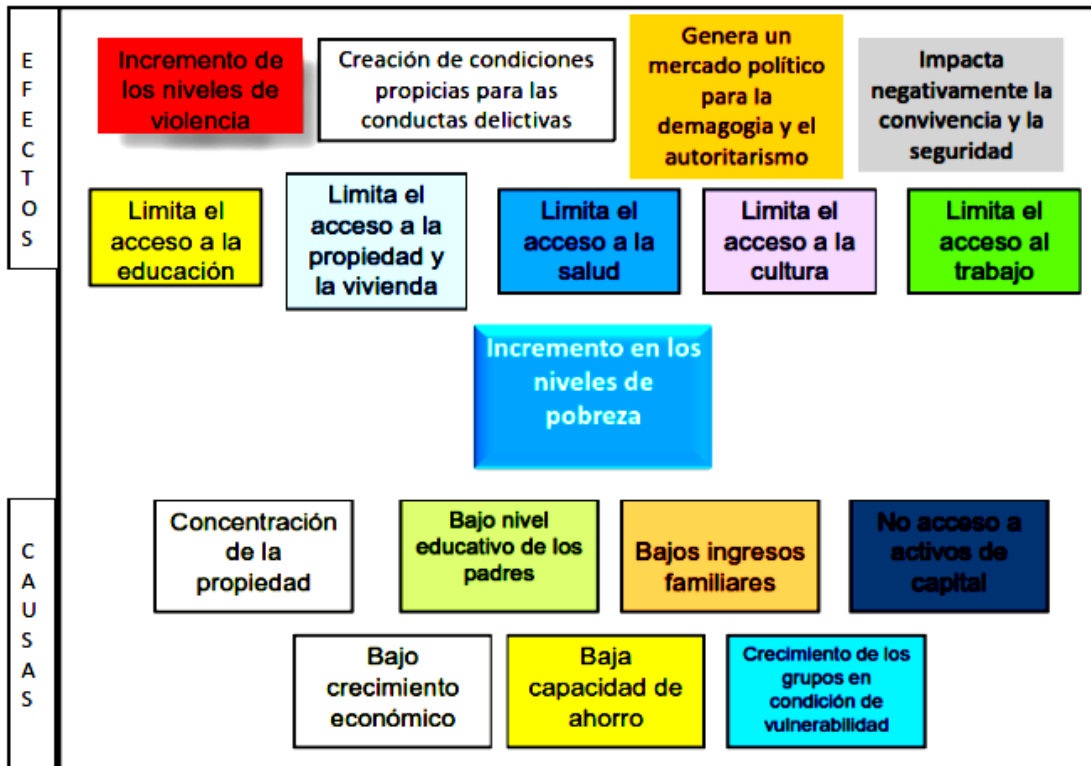 EFECTOS
Incremento de
los niveles de
violencia
Creación de condiciones
propicias para las
conductas delictivas
Genera un
mercado político
para la
demagogia y el
autoritarismo
Impacta
negativamente la
convivencia y la
seguridad
Limita el
acceso a la
educación
Limita el
acceso a la
propiedad y
la vivienda
Limita el
acceso a la
salud
Limita el
acceso a la
cultura
Limita el
acceso al
trabajo
Incremento en los
niveles de
pobreza
CAUSAS
Concentración
de la
propiedad
Bajo nivel
educativo de los
padres
Bajos ingresos
familiares
No acceso a
activos de
capital
Bajo
crecimiento
económico
Baja
capacidad de
ahorro
Crecimiento de los
grupos en
condición de
vulnerabilidad